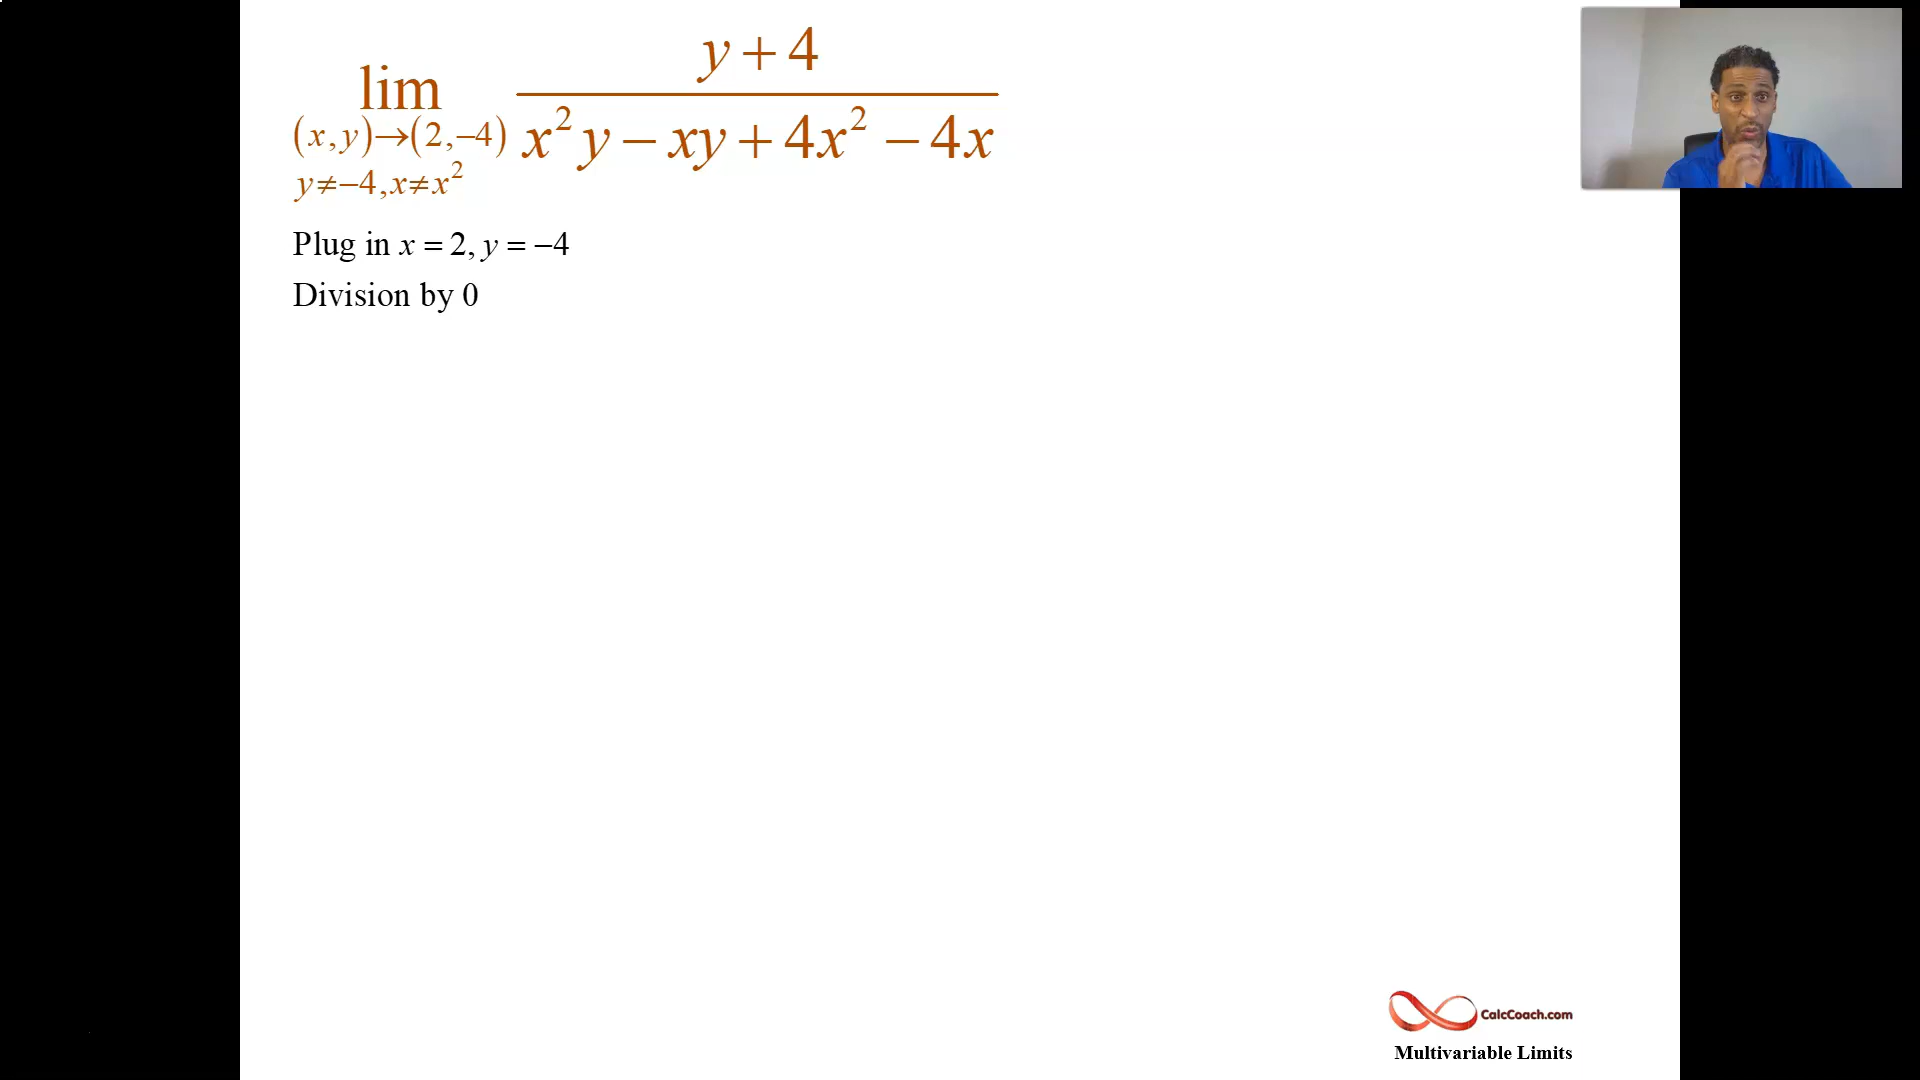 lim (x,y)→(2,−4) y≠−4,x≠x² (y+4)/(x²y−xy+4x²−4x)
Plug in x = 2, y = −4
Division by 0
CalcCoach.com
Multivariable Limits